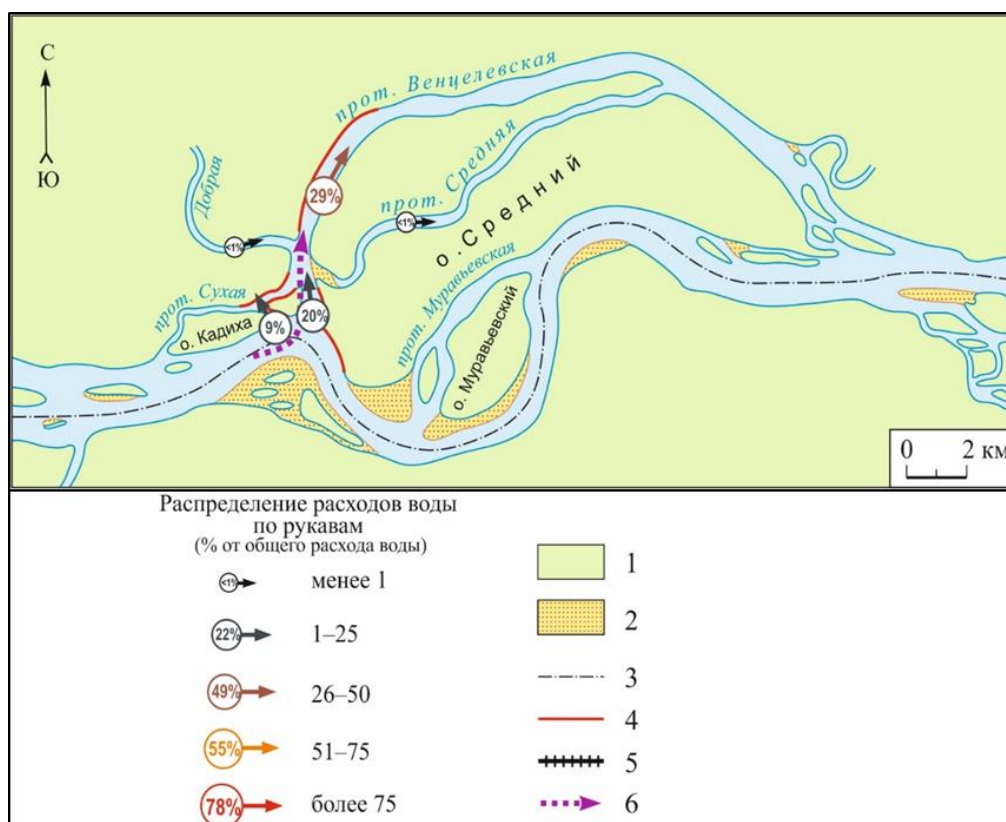 С
Ю
прот. Венцелевская
Добрая
29%
прот. Средняя
<1%
<1%
о. Средний
прот. Сухая
прот. Муравьевская
о. Кадиха
9%
20%
о. Муравьевский
0 2 км
Распределение расходов воды
по рукавам
(% от общего расхода воды)
<1% менее 1
22% 1–25
49% 26–50
55% 51–75
78% более 75
1
2
3
4
5
6